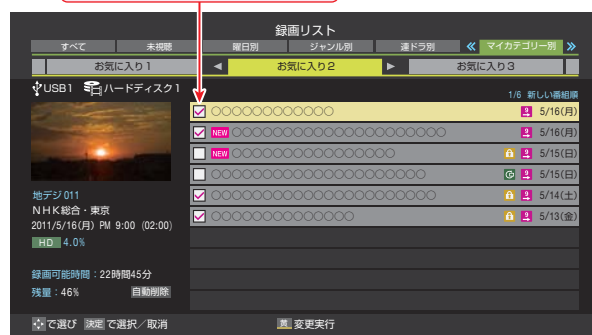 録画リスト
すべて 未視聴 曜日別 ジャンル別 連ドラ別 マイカテゴリー別
お気に入り1 お気に入り2 お気に入り3
USB1 ハードディスク1
1/6 新しい番組順
○○○○○○○○○○○○ 5/16(月)
NEW ○○○○○○○○○○○○○○○○○○○○○ 5/16(月)
NEW ○○○○○○○○○○○○○○○○ 5/15(日)
○○○○○○○○○○○○○○○○○○○○○ 5/15(日)
○○○○○○○○○○○○○○○○○○○○○○ 5/14(土)
○○○○○○○○○○○○○○ 5/13(金)
地デジ011
NHK総合・東京
2011/5/16(月) PM 9:00 (02:00)
HD 4.0%
録画可能時間：22時間45分
残量：46% 自動削除
で選び 決定 で選択／取消 黄 変更実行